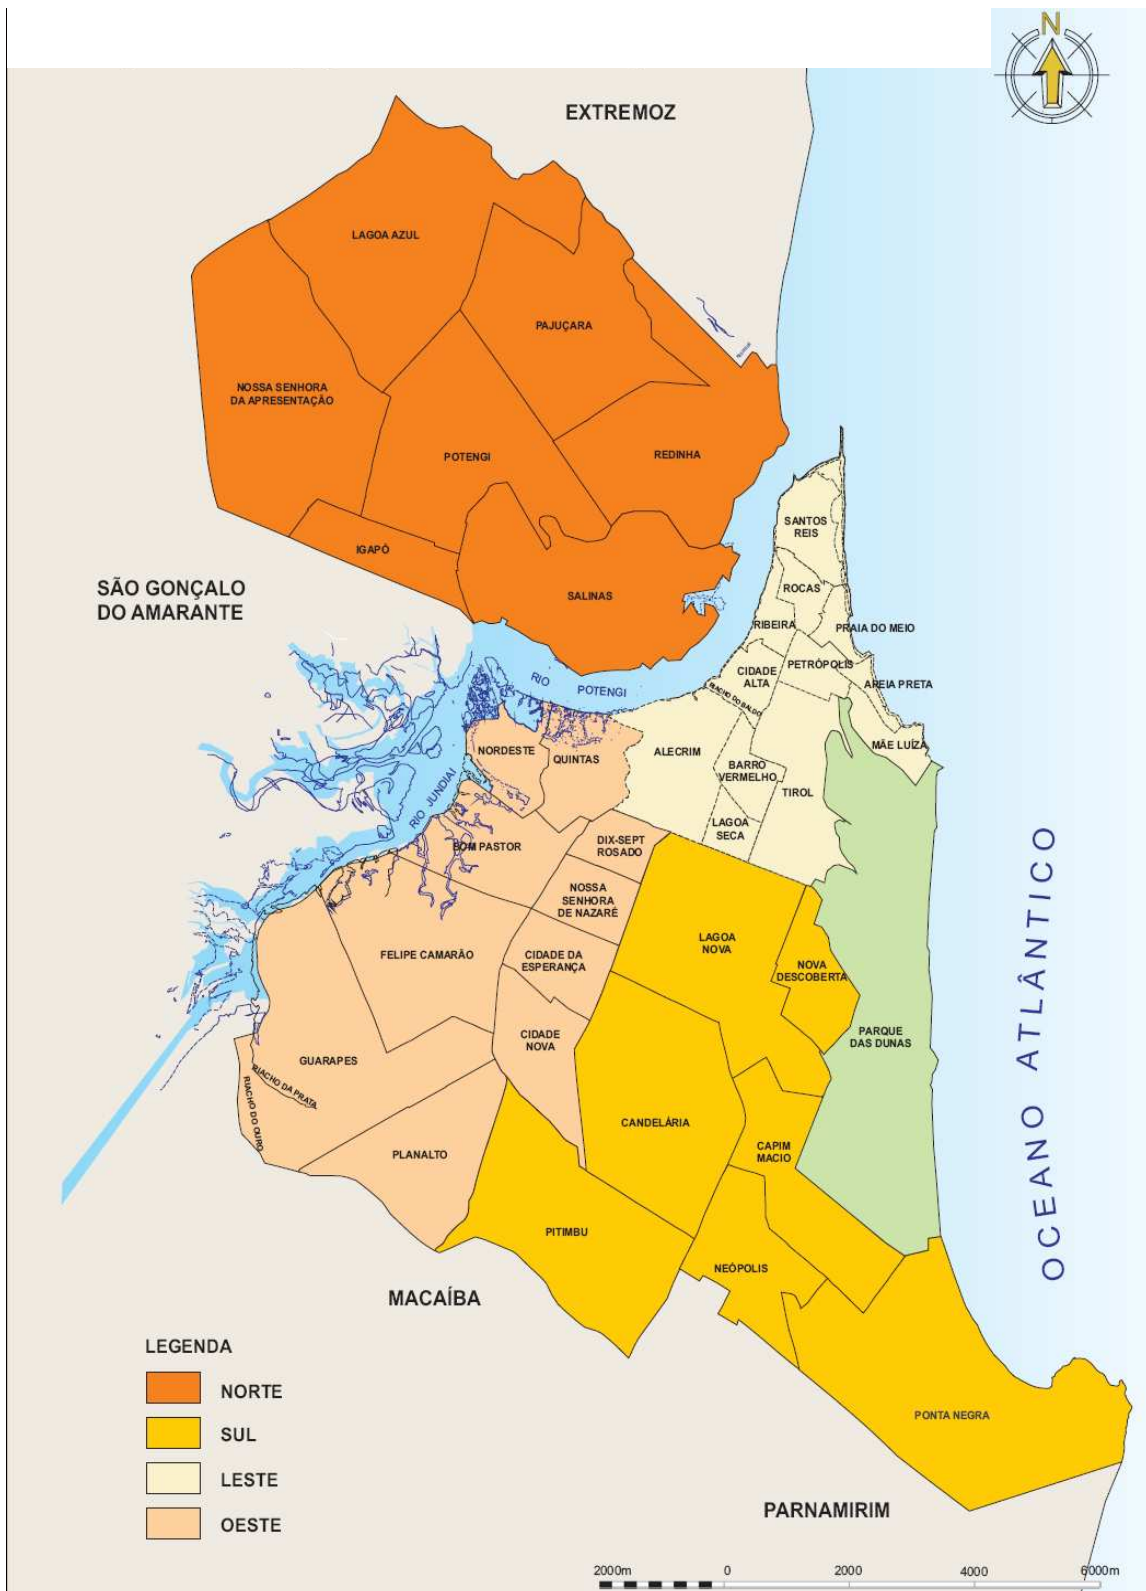 N
EXTREMOZ
LAGOA AZUL
PAJUÇARA
NOSSA SENHORA
DA APRESENTAÇÃO
POTENGI
REDINHA
IGAPÓ
SALINAS
SANTOS
REIS
ROCAS
RIBEIRA
PRAIA DO MEIO
SÃO GONÇALO
DO AMARANTE
CIDADE
ALTA
PETRÓPOLIS
AREIA PRETA
RIO POTENGI
RIACHO DO BALDO
MÃE LUÍZA
NORDESTE
QUINTAS
ALECRIM
BARRO
VERMELHO
TIROL
RIO JUNDIAÍ
LAGOA
SECA
BOM PASTOR
DIX-SEPT
ROSADO
NOSSA
SENHORA
DE NAZARÉ
FELIPE CAMARÃO
CIDADE DA
ESPERANÇA
LAGOA
NOVA
NOVA
DESCOBERTA
CIDADE
NOVA
PARQUE
DAS DUNAS
OCEANO ATLÂNTICO
GUARAPES
RIACHO DA PRATA
RIACHO DO OURO
PLANALTO
CANDELÁRIA
CAPIM
MACIO
PITIMBU
NEÓPOLIS
MACAÍBA
PONTA NEGRA
PARNAMIRIM
LEGENDA
NORTE
SUL
LESTE
OESTE
2000m 0 2000 4000 6000m